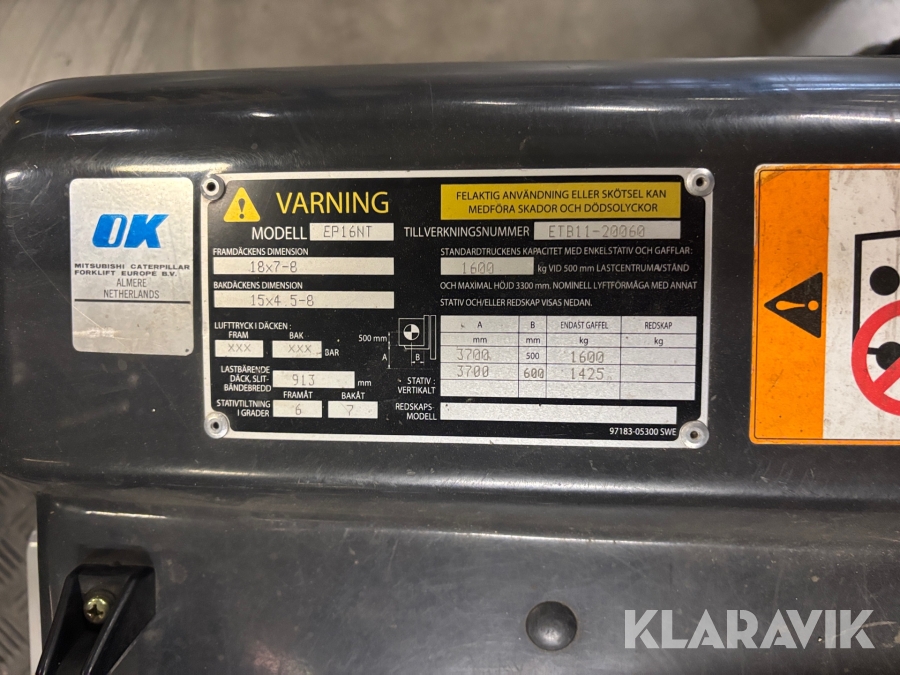 OK
MITSUBISHI CATERPILLAR
FORKLIFT EUROPE B.V.
ALMERE
NETHERLANDS
VARNING
FELAKTIG ANVÄNDNING ELLER SKÖTSEL KAN
MEDFÖRA SKADOR OCH DÖDSOLYCKOR
MODELL EP16NT TILLVERKNINGSNUMMER ETB11-20060
FRAMDÄCKENS DIMENSION
18x7-8
BAKDÄCKENS DIMENSION
15x4 5-8
STANDARDTRUCKENS KAPACITET MED ENKELSTATIV OCH GAFFLAR:
1600 kg VID 500 mm LASTCENTRUMA/STÄND
OCH MAXIMAL HÖJD 3300 mm. NOMINELL LYFTFÖRMÅGA MED ANNAT
STATIV OCH/ELLER REDSKAP VISAS NEDAN.
LUFTTRYCK I DÄCKEN :
FRAM BAK
XXX XXX BAR
LASTBÄRENDE
DÄCK, SLIT-
BÄNDEBREDD 913 mm
STATIVTILTNING
I GRADER
FRAMÅT BAKÅT
6 7
500 mm
A B
STATIV :
VERTIKALT
A B ENDAST GAFFEL REDSKAP
mm mm kg kg
3700 500 1600
3700 600 1425
REDSKAPS-
MODELL
97183-05300 SWE
KLARAVIK